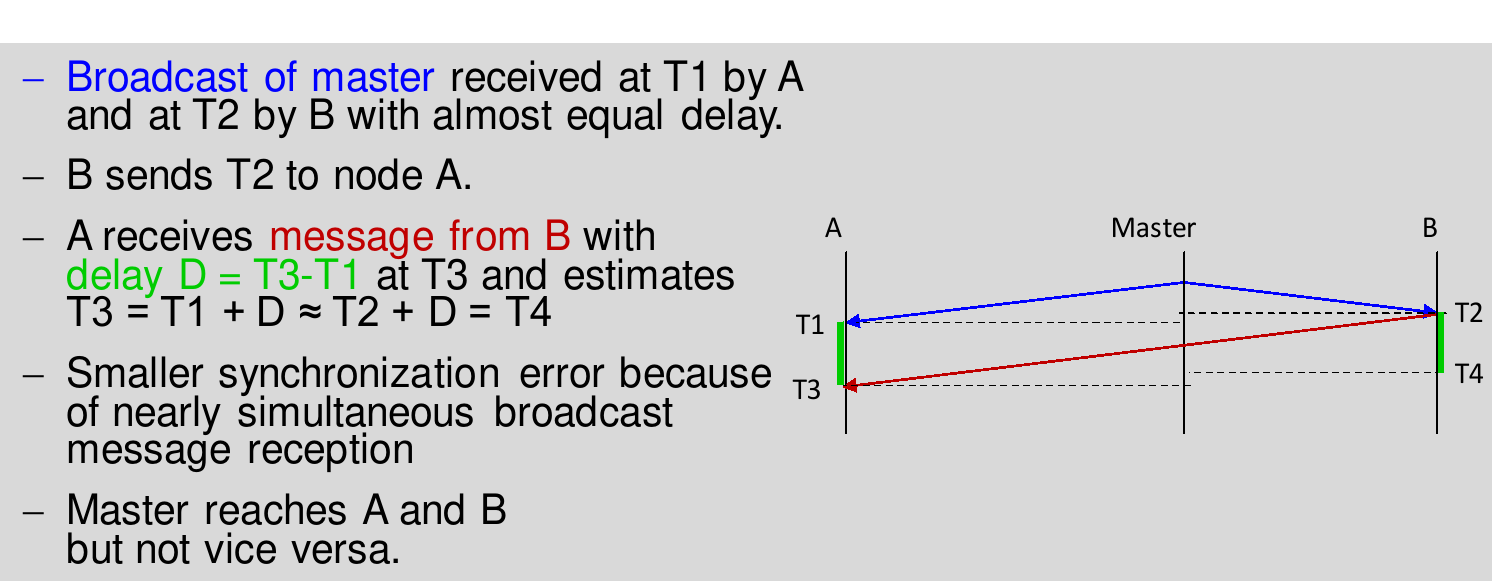 – Broadcast of master received at T1 by A
and at T2 by B with almost equal delay.
– B sends T2 to node A.
– A receives message from B with
delay D = T3-T1 at T3 and estimates
T3 = T1 + D ≈ T2 + D = T4
– Smaller synchronization error because
of nearly simultaneous broadcast
message reception
– Master reaches A and B
but not vice versa.
A Master B
T1 T2
T3 T4